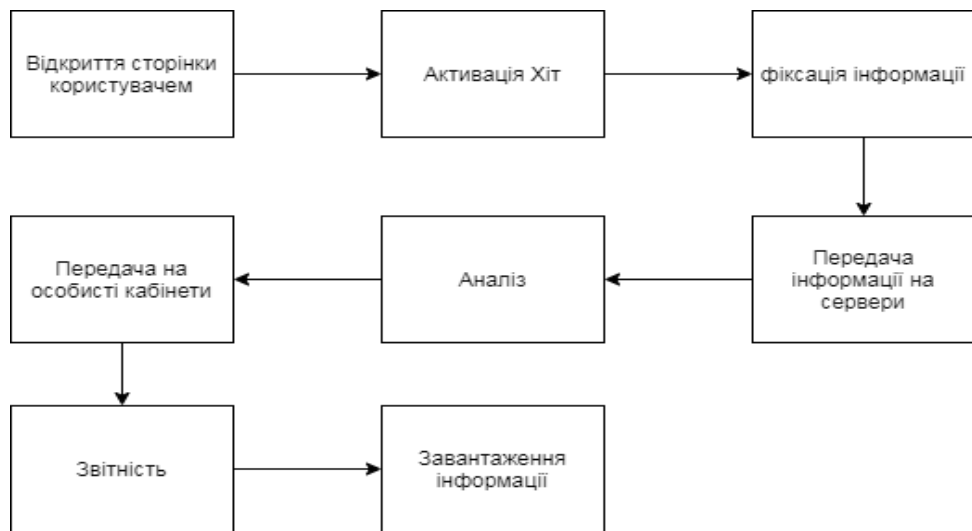 Відкриття сторінки
користувачем
Активація Хіт
фіксація інформації
Передача
інформації на
сервери
Аналіз
Передача на
особисті кабінети
Звітність
Завантаження
інформації